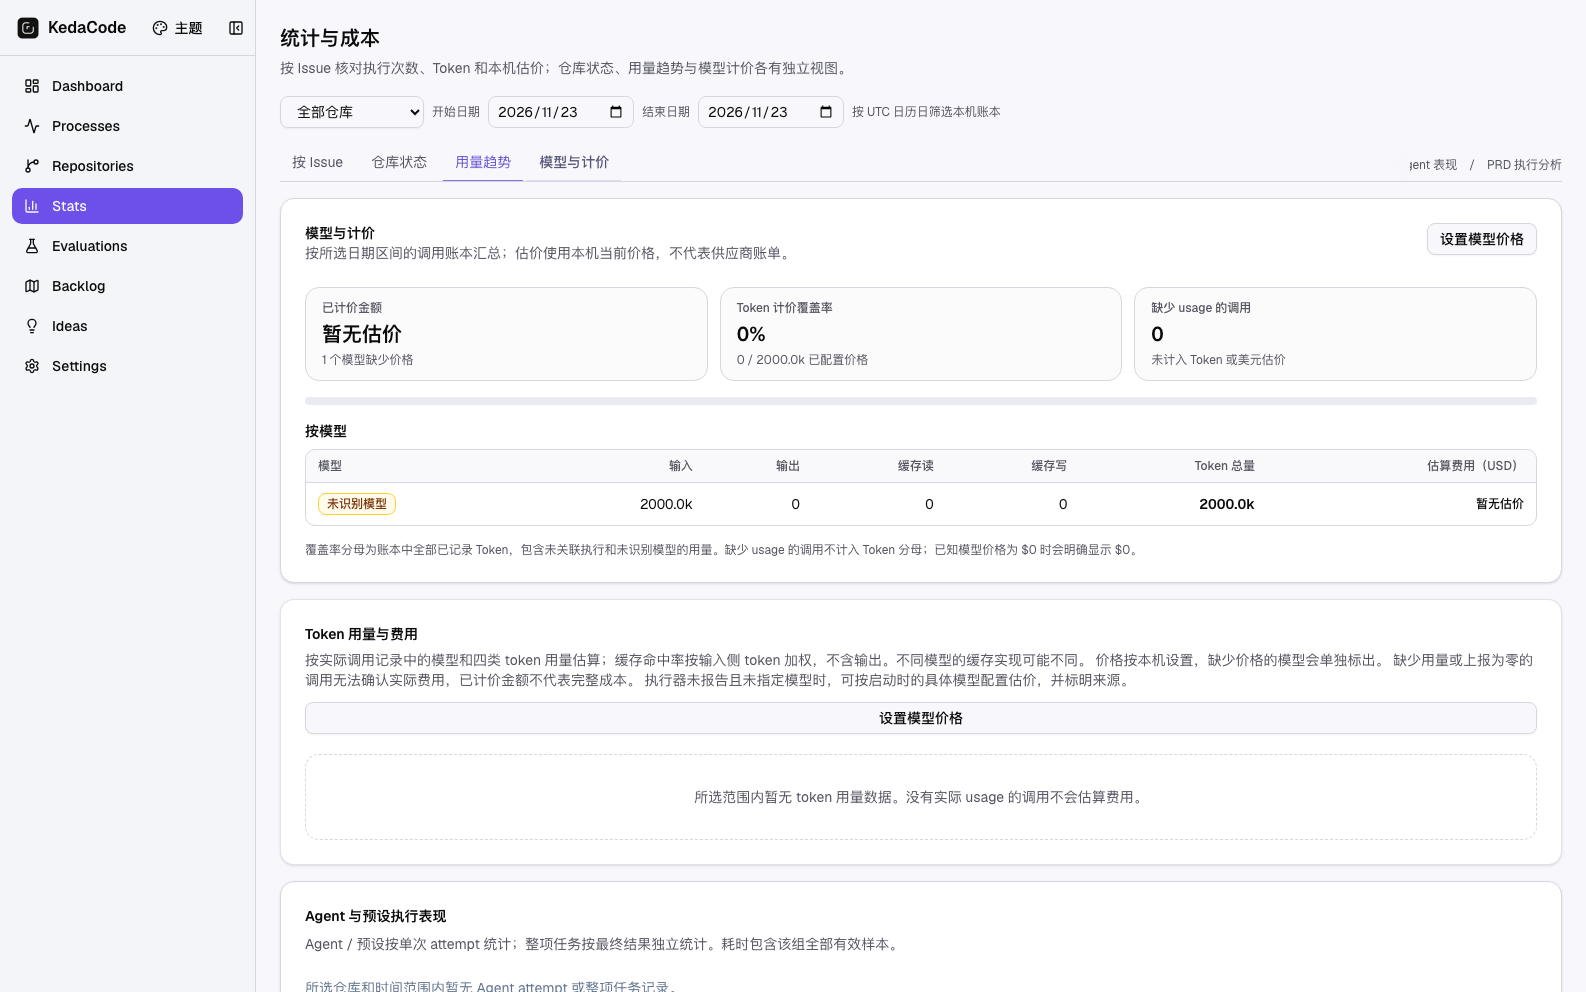 KedaCode
主题
Dashboard
Processes
Repositories
Stats
Evaluations
Backlog
Ideas
Settings
统计与成本
按 Issue 核对执行次数、Token 和本机估价；仓库状态、用量趋势与模型计价各有独立视图。
全部仓库 开始日期 2026/11/23 结束日期 2026/11/23 按 UTC 日历日筛选本机账本
按 Issue 仓库状态 用量趋势 模型与计价 gent 表现 / PRD 执行分析
模型与计价
按所选日期区间的调用账本汇总；估价使用本机当前价格，不代表供应商账单。
设置模型价格
已计价金额
暂无估价
1 个模型缺少价格
Token 计价覆盖率
0%
0 / 2000.0k 已配置价格
缺少 usage 的调用
0
未计入 Token 或美元估价
按模型
模型 输入 输出 缓存读 缓存写 Token 总量 估算费用（USD）
未识别模型 2000.0k 0 0 0 2000.0k 暂无估价
覆盖率分母为账本中全部已记录 Token，包含未关联执行和未识别模型的用量。缺少 usage 的调用不计入 Token 分母；已知模型价格为 $0 时会明确显示 $0。
Token 用量与费用
按实际调用记录中的模型和四类 token 用量估算；缓存命中率按输入侧 token 加权，不含输出。不同模型的缓存实现可能不同。 价格按本机设置，缺少价格的模型会单独标出。 缺少用量或上报为零的
调用无法确认实际费用，已计价金额不代表完整成本。 执行器未报告且未指定模型时，可按启动时的具体模型配置估价，并标明来源。
设置模型价格
所选范围内暂无 token 用量数据。没有实际 usage 的调用不会估算费用。
Agent 与预设执行表现
Agent / 预设按单次 attempt 统计；整项任务按最终结果独立统计。耗时包含该组全部有效样本。
所选仓库和时间范围内暂无 Agent attempt 或整项任务记录。